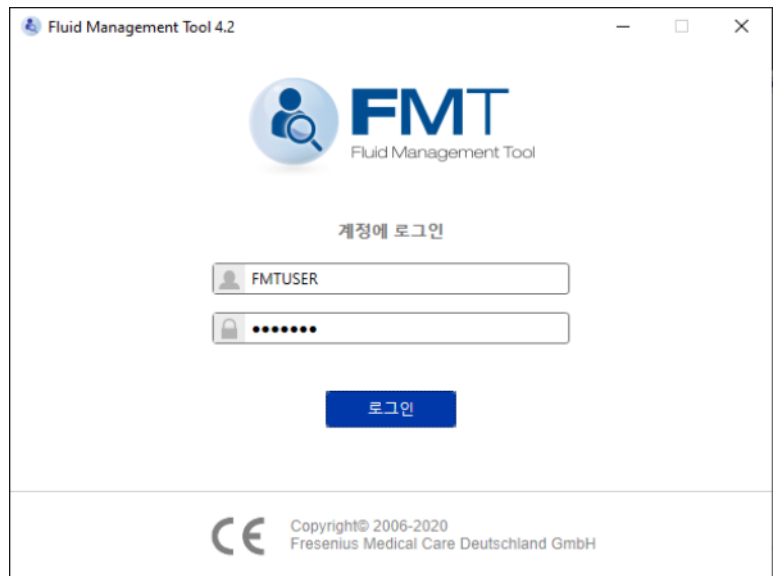 Fluid Management Tool 4.2
FMT
Fluid Management Tool
계정에 로그인
FMTUSER
•••••••
로그인
CE
Copyright© 2006-2020
Fresenius Medical Care Deutschland GmbH